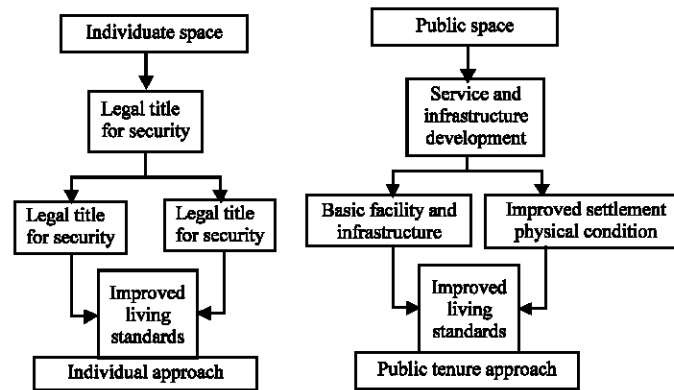 Individuate space
Legal title
for security
Legal title
for security
Legal title
for security
Improved
living
standards
Individual approach
Public space
Service and
infrastructure
development
Basic facility and
infrastructure
Improved settlement
physical condition
Improved
living
standards
Public tenure approach